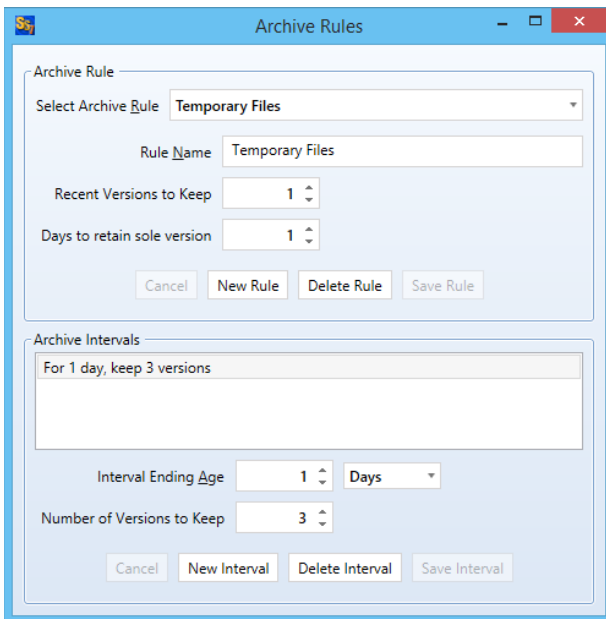 SS7
Archive Rules
Archive Rule
Select Archive Rule Temporary Files
Rule Name Temporary Files
Recent Versions to Keep 1
Days to retain sole version 1
Cancel New Rule Delete Rule Save Rule
Archive Intervals
For 1 day, keep 3 versions
Interval Ending Age 1 Days
Number of Versions to Keep 3
Cancel New Interval Delete Interval Save Interval